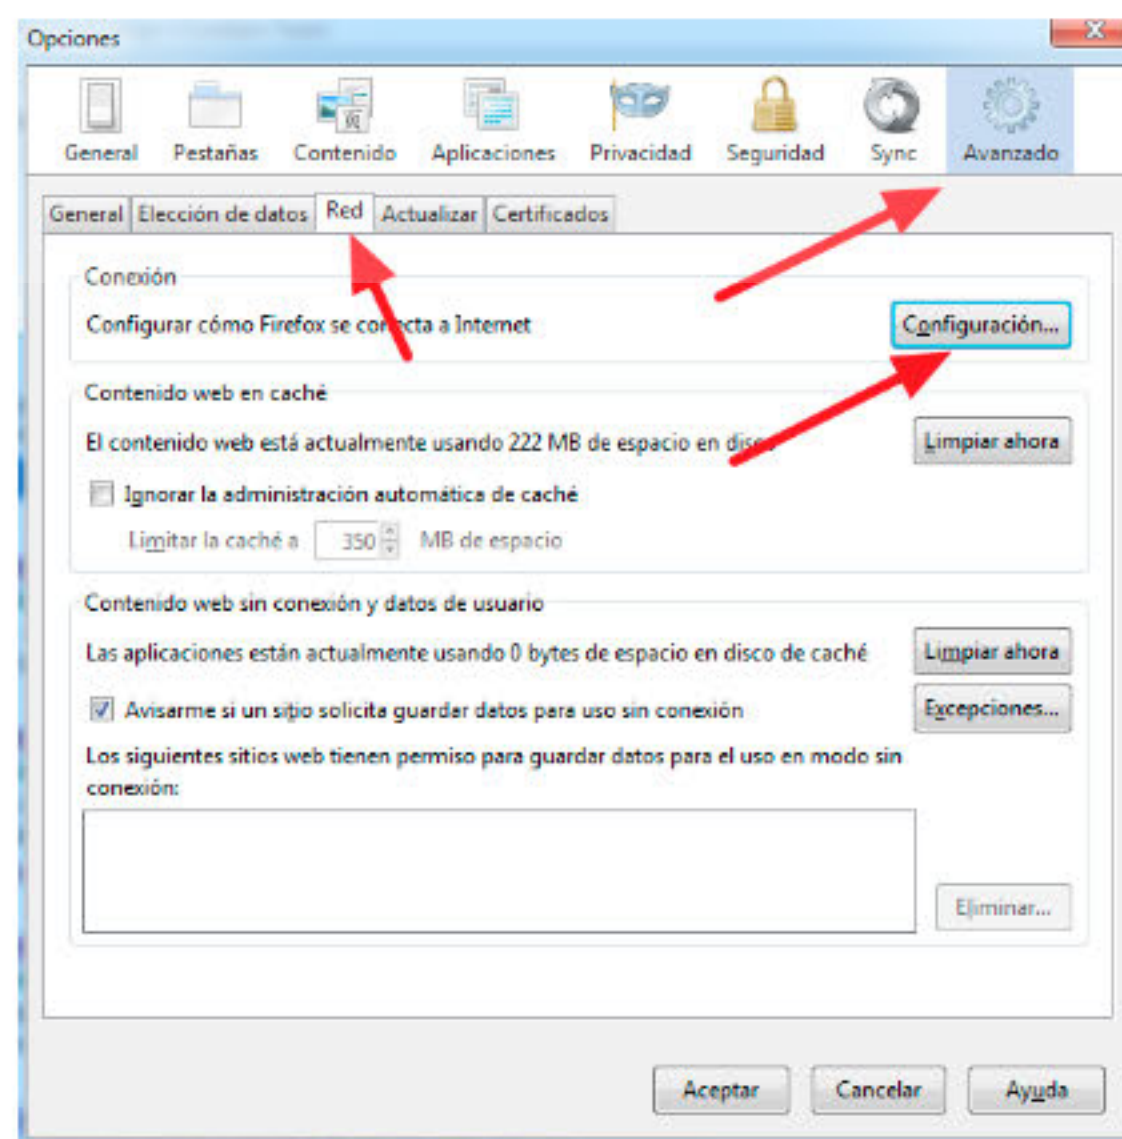 Opciones
General Pestañas Contenido Aplicaciones Privacidad Seguridad Sync Avanzado
General Elección de datos Red Actualizar Certificados
Conexión
Configurar cómo Firefox se conecta a Internet Configuración...
Contenido web en caché
El contenido web está actualmente usando 222 MB de espacio en disco Limpiar ahora
Ignorar la administración automática de caché
Limitar la caché a 350 MB de espacio
Contenido web sin conexión y datos de usuario
Las aplicaciones están actualmente usando 0 bytes de espacio en disco de caché Limpiar ahora
Avisarme si un sitio solicita guardar datos para uso sin conexión Excepciones...
Los siguientes sitios web tienen permiso para guardar datos para el uso en modo sin
conexión:
Eliminar...
Aceptar Cancelar Ayuda